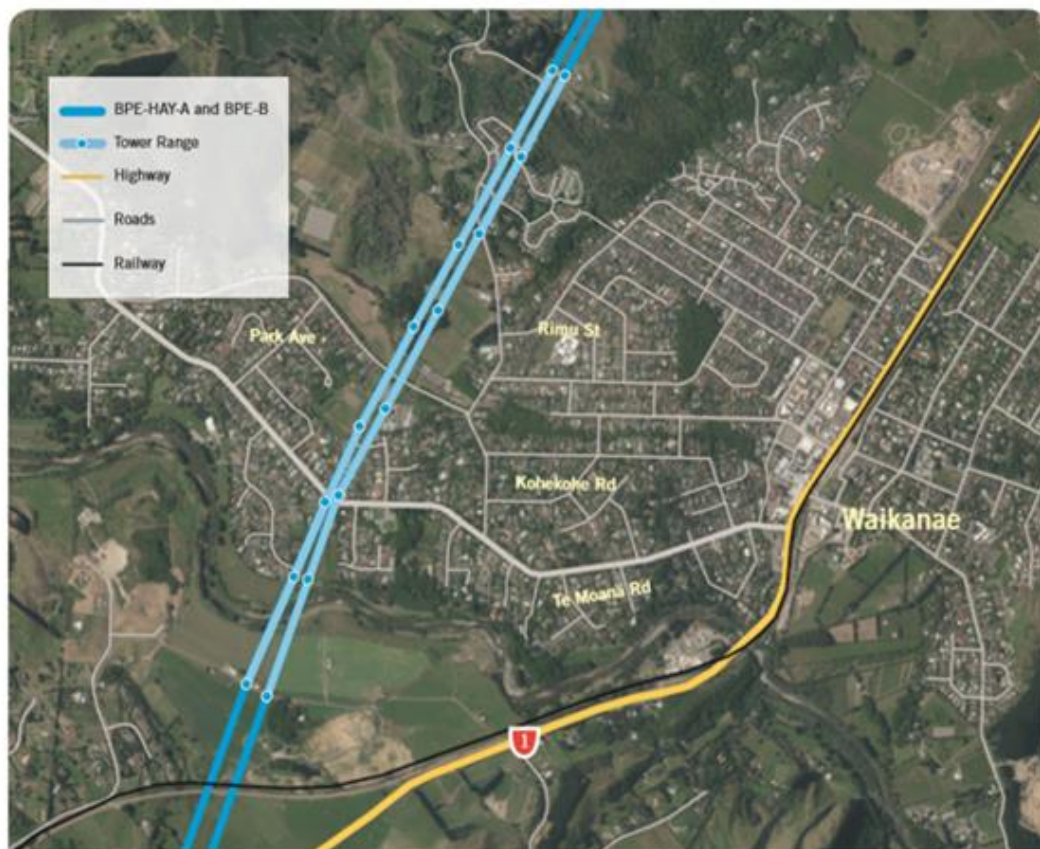 BPE-HAY-A and BPE-B
Tower Range
Highway
Roads
Railway
Park Ave
Rimu St
Kohekohe Rd
Waikanae
Te Moana Rd
1